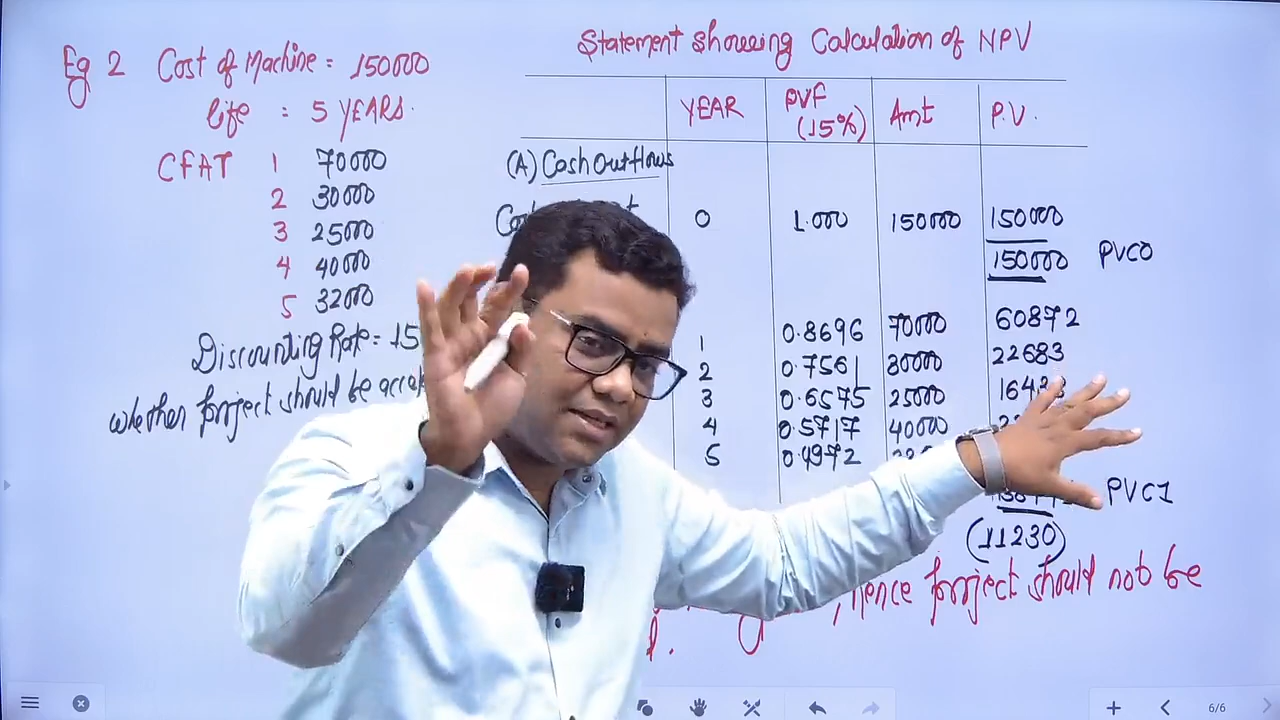 Eg 2 Cost of Machine = 150000
life : 5 YEARS.
CFAT 1 70000
2 30000
3 25000
4 40000
5 32000
Discounting Rate = 15
whether project should be
Statement Showing Calculation of NPV
YEAR PVF (15%) Amt P.V.
(A) Cash Outflows
0 1.000 150000 150000
150000 PVCO
1 0.8696 70000 60872
2 0.7561 30000 22683
3 0.6575 25000
4 0.5717 40000
5 0.4972
PVCI
(11230)
, hence project should not be
6/6